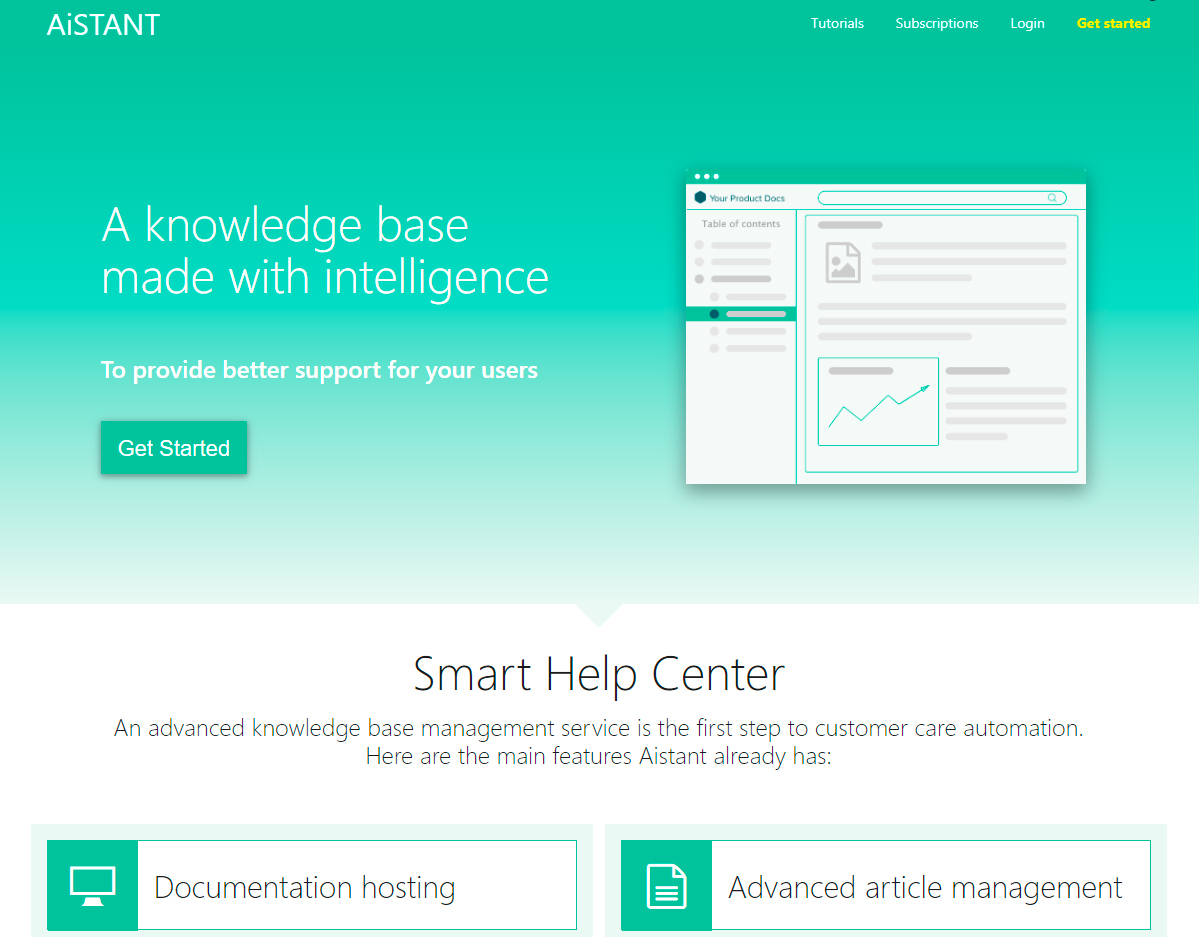 AiSTANT
Tutorials
Subscriptions
Login
Get started
A knowledge base
made with intelligence
To provide better support for your users
Get Started
Your Product Docs
Table of contents
Smart Help Center
An advanced knowledge base management service is the first step to customer care automation.
Here are the main features Aistant already has:
Documentation hosting
Advanced article management